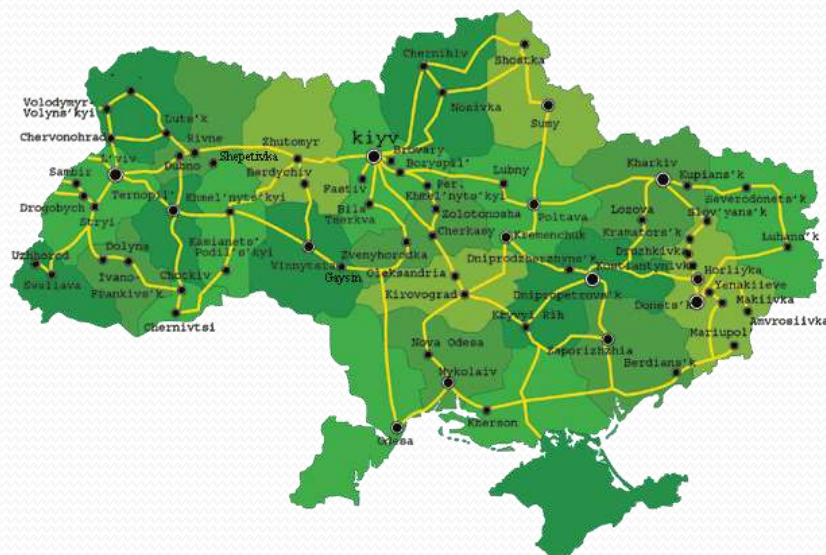 Chernihiv
Shostka
Volodymyr-
Volyns'kyi
Luts'k
Nosivka
Sumy
Chervonohrad
Rivne
Zhutomyr
kiyv
Brovary
L'viv
Dubno
Shepetivka
Boryspil'
Kharkiv
Kupians'k
Sambir
Berdychiv
Fastiv
Per.
Lubny
Severodonets'k
Ternopil'
Khmel'nyts'kyi
Khmel'nyts'kyi
Bila
Tserkva
Zolotonosha
Poltava
Lozova
Slov'yans'k
Drogobych
Stryi
Cherkasy
Kremenchuk
Kramators'k
Uzhhorod
Dolyna
Kamianets'
Podil's'kyi
Zvenyhorodka
Dniprodzerzhyns'k
Druzhkivka
Luhans'k
Vinnytsia
Gaysin
Oleksandria
Kostiantynivka
Horliyka
Svaliava
Ivano-
Frankivs'k
Chockiv
Kirovograd
Dnipropetrovs'k
Donets'k
Yenakiieve
Makiivka
Chernivtsi
Kryvyi Rih
Amvrosiivka
Nova Odesa
Zaporizhzhia
Mariupol'
Mykolaiv
Berdians'k
Kherson
Odesa